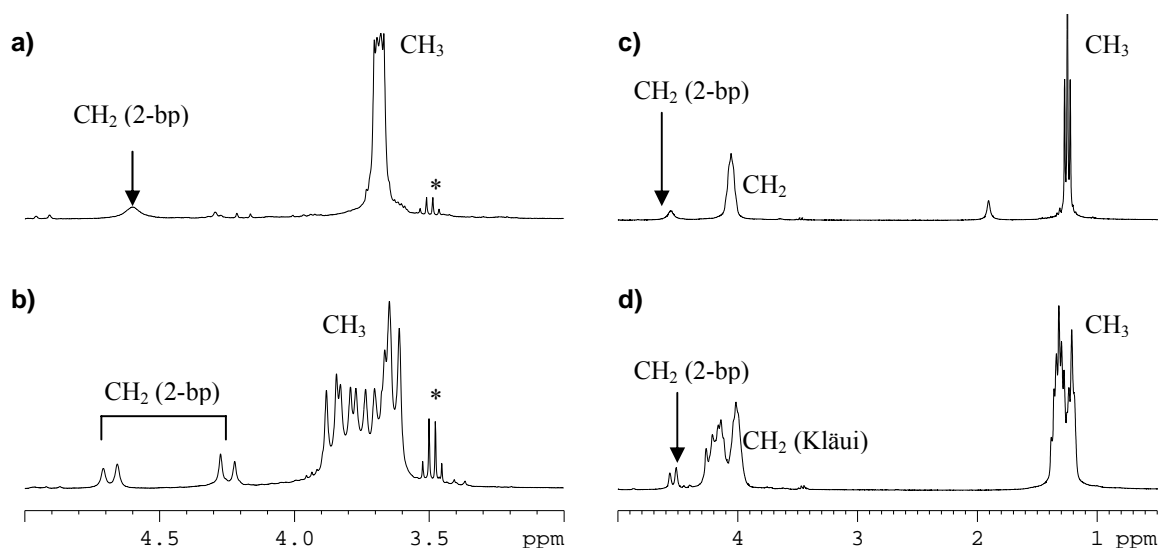 a)
CH₃
CH₂ (2-bp)
*
b)
CH₃
CH₂ (2-bp)
*
4.5 4.0 3.5 ppm
c)
CH₃
CH₂ (2-bp)
CH₂
d)
CH₃
CH₂ (2-bp)
CH₂ (Kläui)
4 3 2 1 ppm